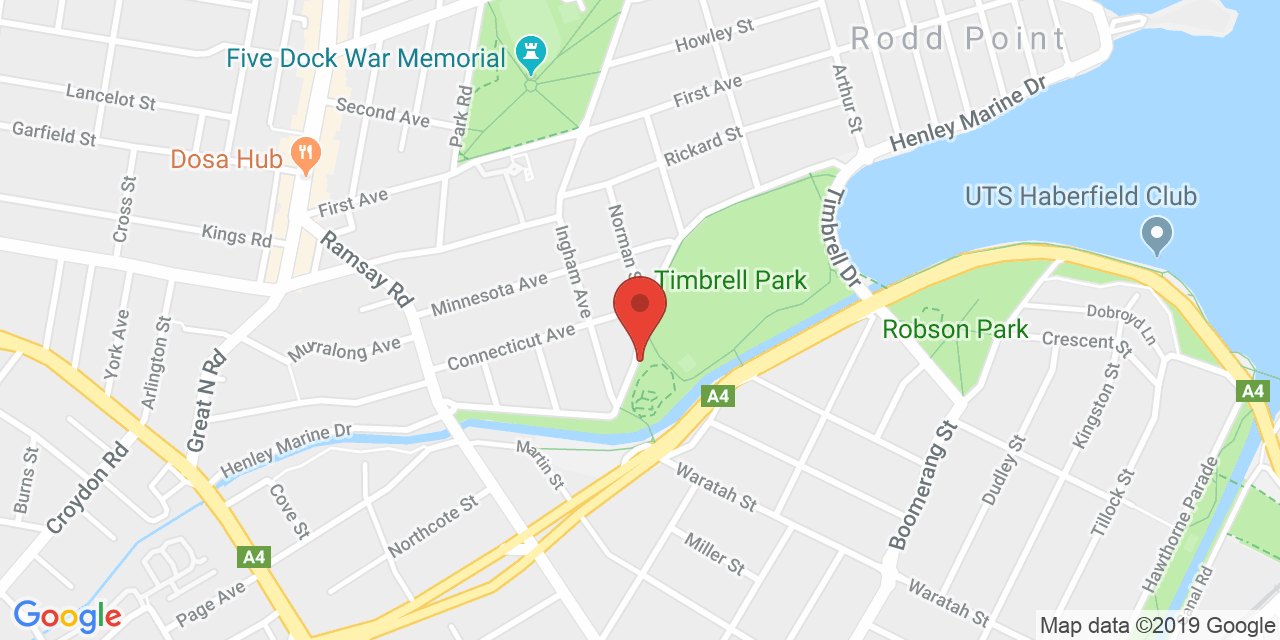 Howley St
Rodd Point
Five Dock War Memorial
Lancelot St
Second Ave
Park Rd
First Ave
Arthur St
Henley Marine Dr
Garfield St
Rickard St
Dosa Hub
Cross St
First Ave
Kings Rd
Ramsay Rd
Ingham Ave
Norman S
Timbrell Dr
UTS Haberfield Club
Minnesota Ave
Timbrell Park
York Ave
Arlington St
Great N Rd
Murralong Ave
Connecticut Ave
Robson Park
Dobroyd Ln
Crescent St
A4
A4
Kingston St
Burns St
Croydon Rd
Henley Marine Dr
Martin St
Boomerang St
Dudley St
Tillock St
Hawthorne Parade
Cove St
Northcote St
Waratah St
A4
Miller St
Page Ave
Waratah St
anal Rd
Google
Map data ©2019 Google